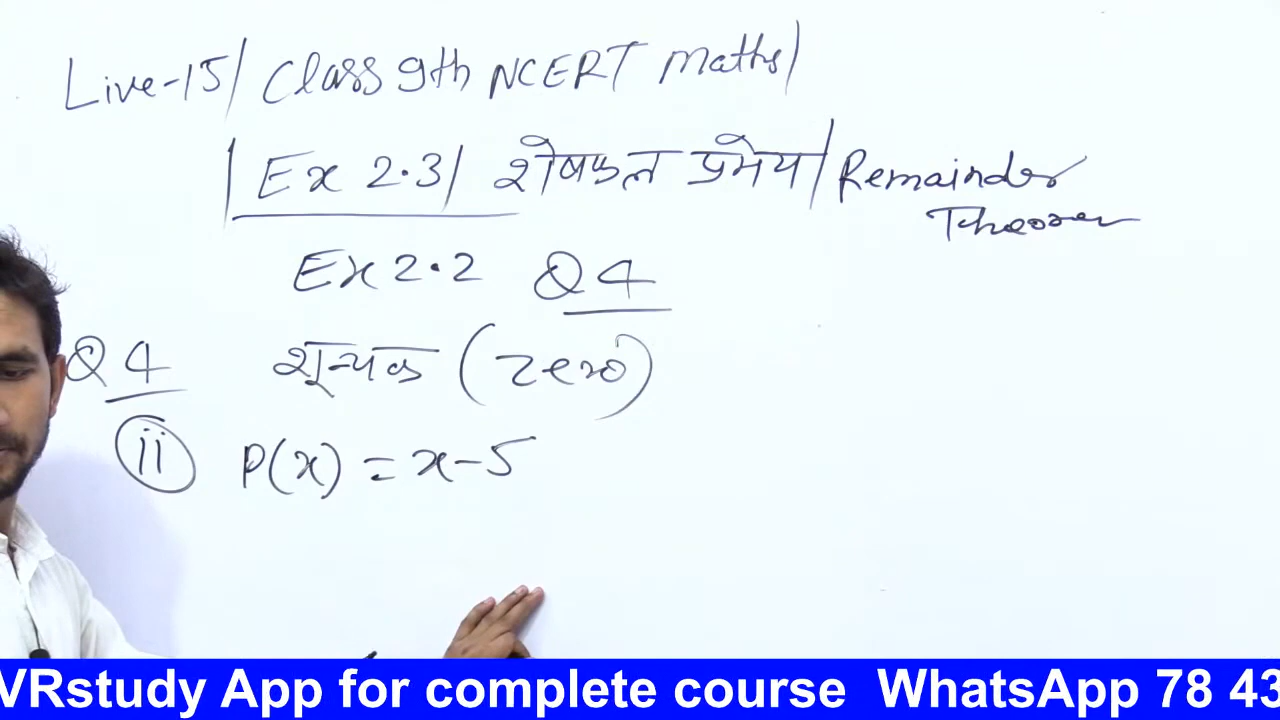 Live-15/ Class 9th NCERT Maths/
| Ex 2.3/ शेषफल प्रमेय/ Remainder
Theorem
Ex 2.2 Q4
Q4 शून्यक (Zero)
(ii) P(x) = x-5
VRstudy App for complete course WhatsApp 78 43